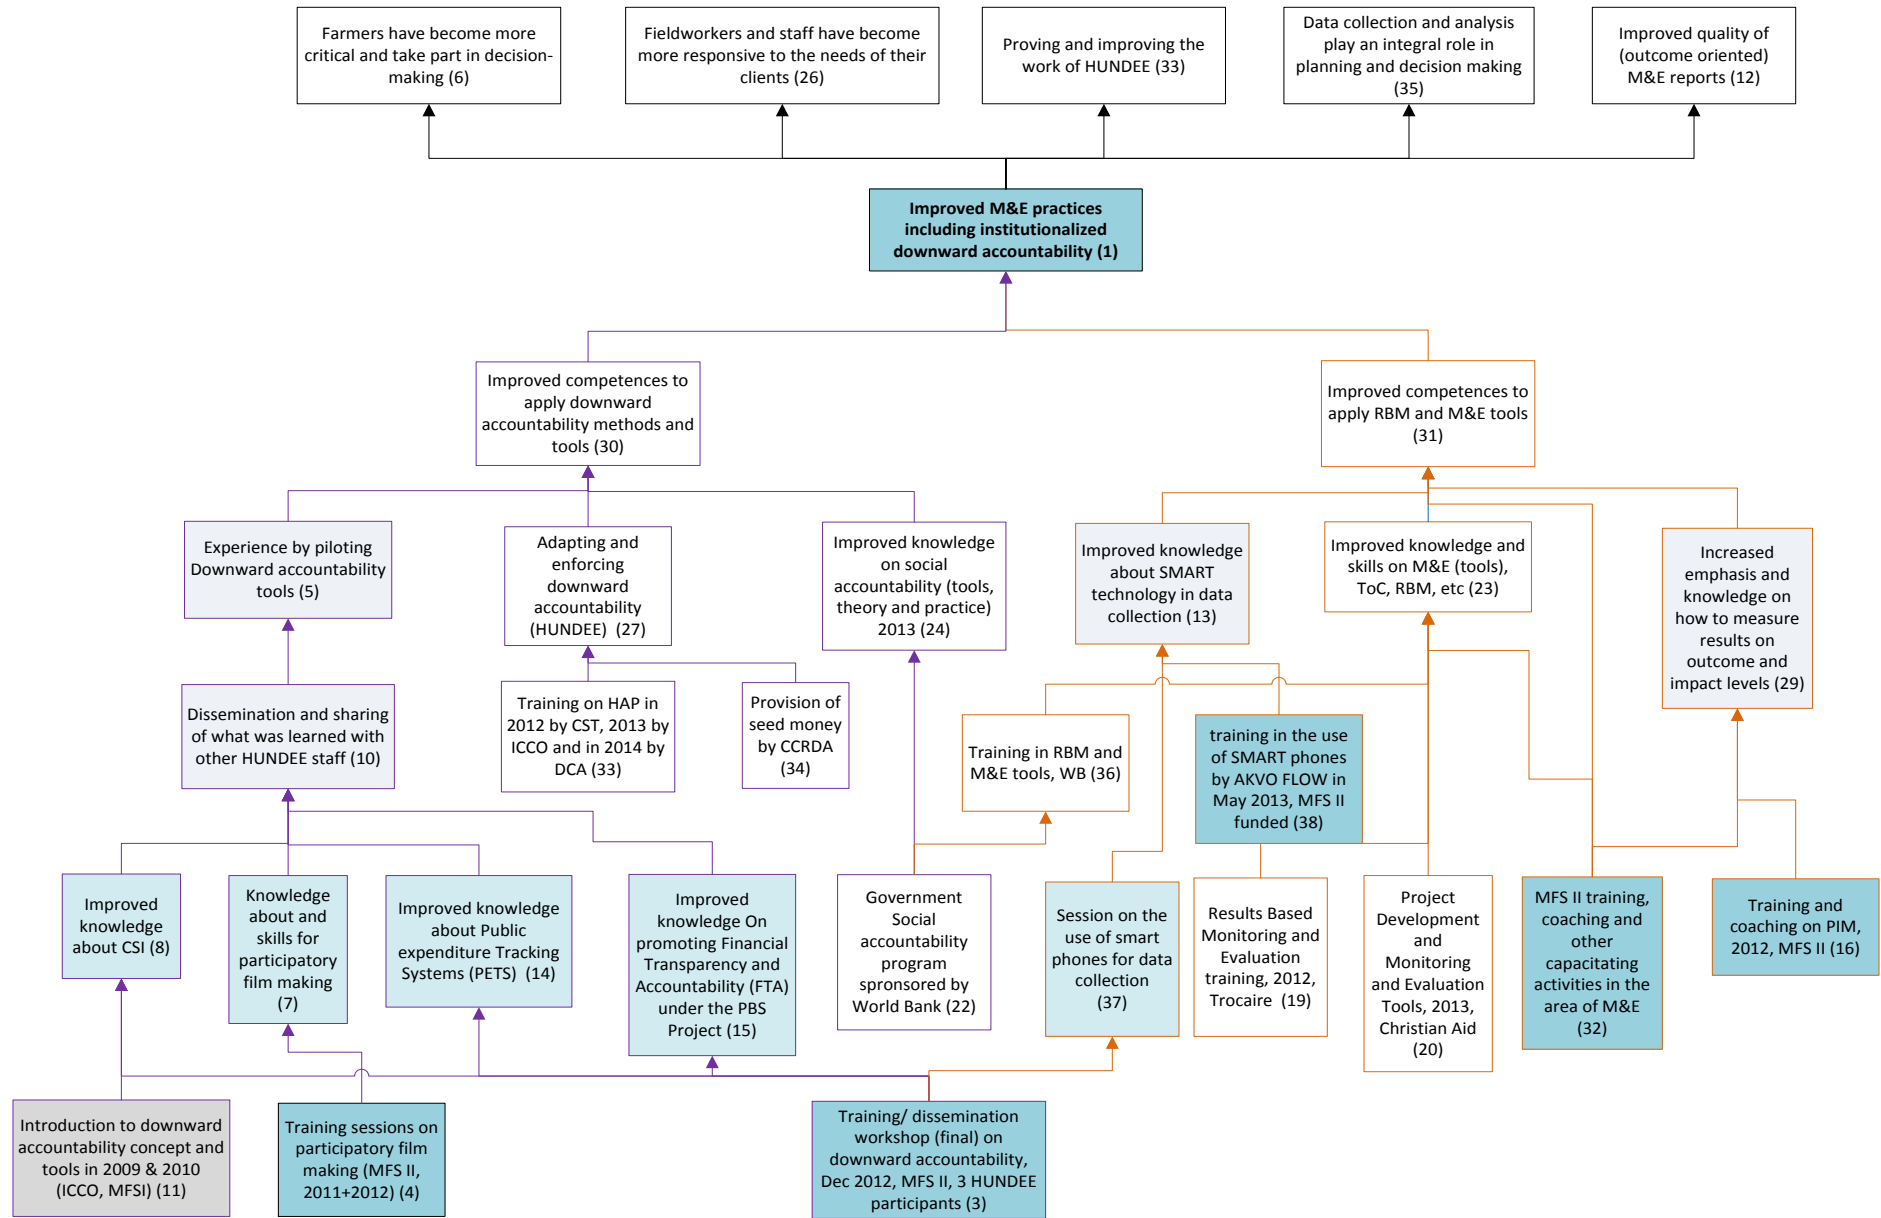 Farmers have become more
critical and take part in decision-
making (6)
Fieldworkers and staff have become
more responsive to the needs of their
clients (26)
Proving and improving the
work of HUNDEE (33)
Data collection and analysis
play an integral role in
planning and decision making
(35)
Improved quality of
(outcome oriented)
M&E reports (12)
Improved M&E practices
including institutionalized
downward accountability (1)
Improved competences to
apply downward
accountability methods and
tools (30)
Improved competences to
apply RBM and M&E tools
(31)
Experience by piloting
Downward accountability
tools (5)
Adapting and
enforcing
downward
accountability
(HUNDEE)  (27)
Improved knowledge
on social
accountability (tools,
theory and practice)
2013 (24)
Improved knowledge
about SMART
technology in data
collection (13)
Improved knowledge and
skills on M&E (tools),
ToC, RBM, etc (23)
Increased
emphasis and
knowledge on
how to measure
results on
outcome and
impact levels (29)
Dissemination and sharing
of what was learned with
other HUNDEE staff (10)
Training on HAP in
2012 by CST, 2013 by
ICCO and in 2014 by
DCA (33)
Provision of
seed money
by CCRDA
(34)
Training in RBM and
M&E tools, WB (36)
training in the use
of SMART phones
by AKVO FLOW in
May 2013, MFS II
funded (38)
Improved
knowledge
about CSI (8)
Knowledge
about and
skills for
participatory
film making
(7)
Improved knowledge
about Public
expenditure Tracking
Systems (PETS)  (14)
Improved
knowledge On
promoting Financial
Transparency and
Accountability (FTA)
under the PBS
Project (15)
Government
Social
accountability
program
spronsored by
World Bank (22)
Session on the
use of smart
phones for data
collection
(37)
Results Based
Monitoring and
Evaluation
training, 2012,
Trocaire  (19)
Project
Development
and
Monitoring
and Evaluation
Tools, 2013,
Christian Aid
(20)
MFS II training,
coaching and
other
capacitating
activities in the
area of M&E
(32)
Training and
coaching on PIM,
2012, MFS II (16)
Introduction to downward
accountability concept and
tools in 2009 & 2010
(ICCO, MFSI) (11)
Training sessions on
participatory film
making (MFS II,
2011+2012) (4)
Training/ dissemination
workshop (final) on
downward accountability,
Dec 2012, MFS II, 3 HUNDEE
participants (3)